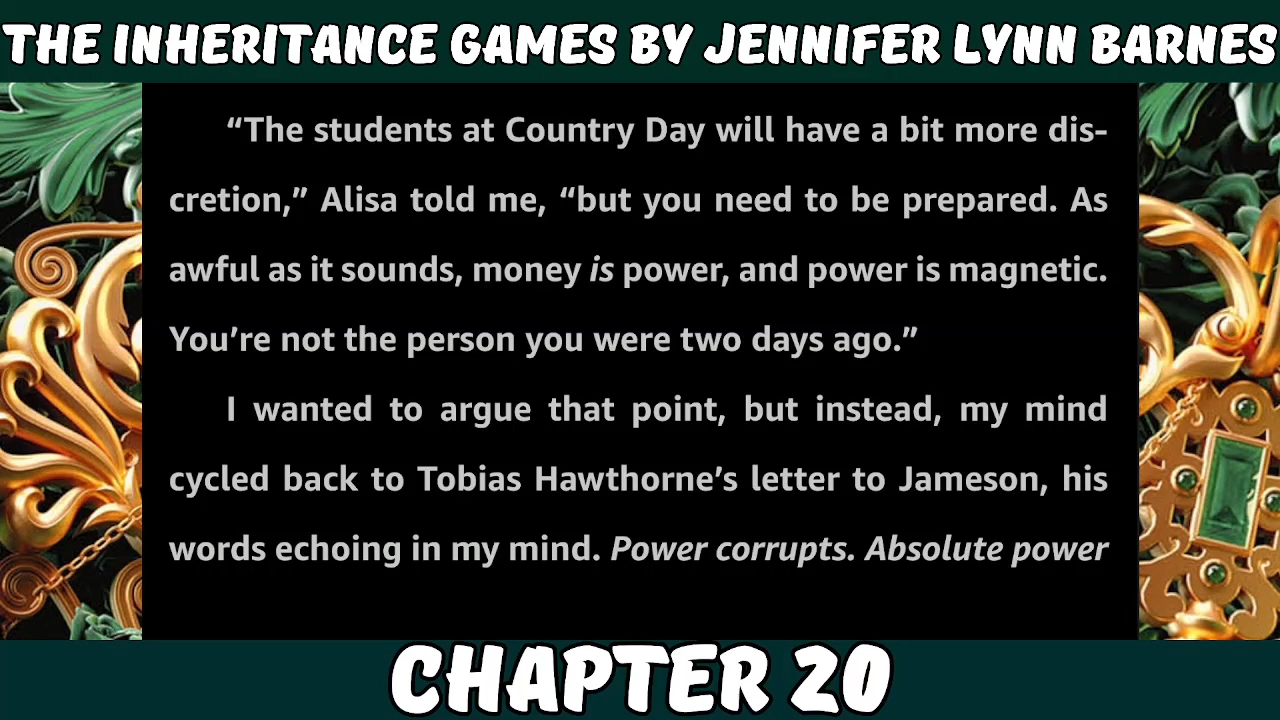 THE INHERITANCE GAMES BY JENNIFER LYNN BARNES
“The students at Country Day will have a bit more dis-
cretion,” Alisa told me, “but you need to be prepared. As
awful as it sounds, money is power, and power is magnetic.
You’re not the person you were two days ago.”
I wanted to argue that point, but instead, my mind
cycled back to Tobias Hawthorne’s letter to Jameson, his
words echoing in my mind. Power corrupts. Absolute power
CHAPTER 20